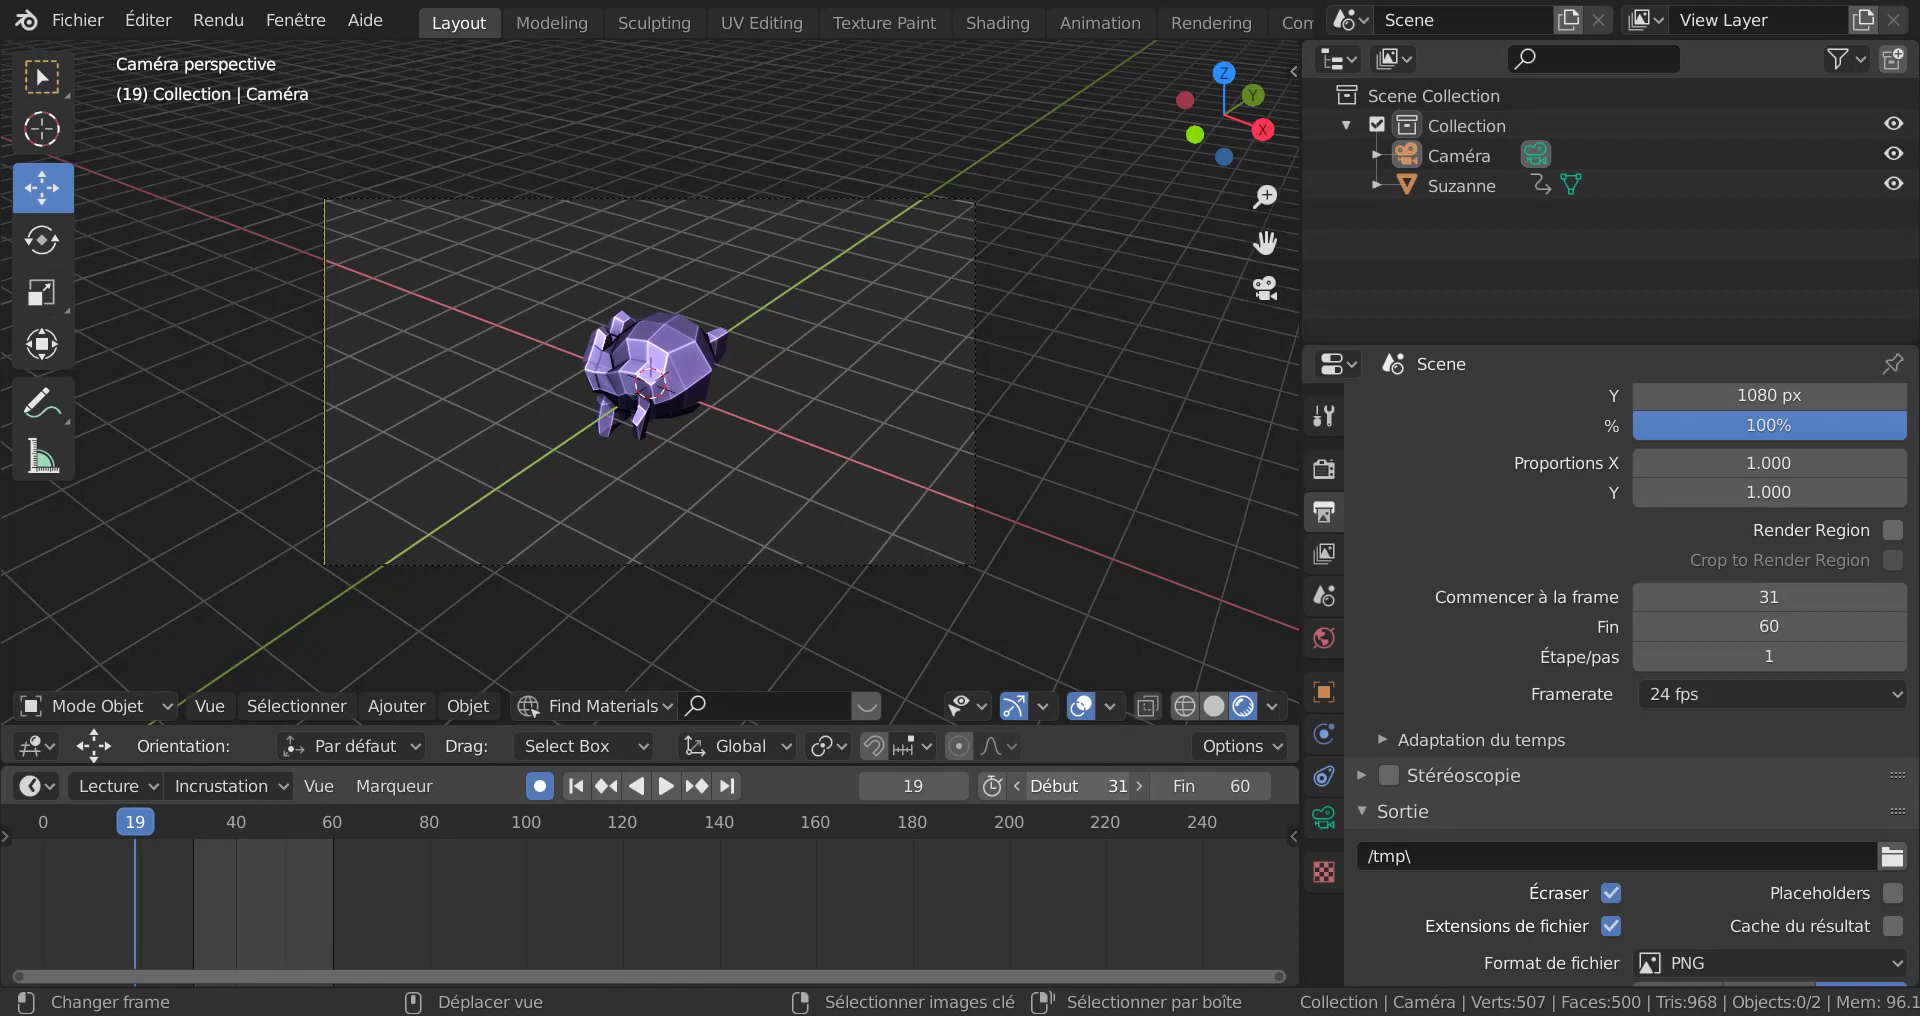 Fichier Éditer Rendu Fenêtre Aide Layout Modeling Sculpting UV Editing Texture Paint Shading Animation Rendering Com Scene View Layer
Caméra perspective
(19) Collection | Caméra
Z
Y
X
Scene Collection
Collection
Caméra
Suzanne
Scene
Y 1080 px
% 100%
Proportions X 1.000
Y 1.000
Render Region
Crop to Render Region
Commencer à la frame 31
Fin 60
Étape/pas 1
Framerate 24 fps
Adaptation du temps
Stéréoscopie
Sortie
/tmp\
Écraser Placeholders
Extensions de fichier Cache du résultat
Format de fichier PNG
Mode Objet Vue Sélectionner Ajouter Objet Find Materials
Orientation: Par défaut Drag: Select Box Global Options
Lecture Incrustation Vue Marqueur 19 Début 31 Fin 60
0 19 40 60 80 100 120 140 160 180 200 220 240
Changer frame Déplacer vue Sélectionner images clé Sélectionner par boîte Collection | Caméra | Verts:507 | Faces:500 | Tris:968 | Objects:0/2 | Mem: 96.1